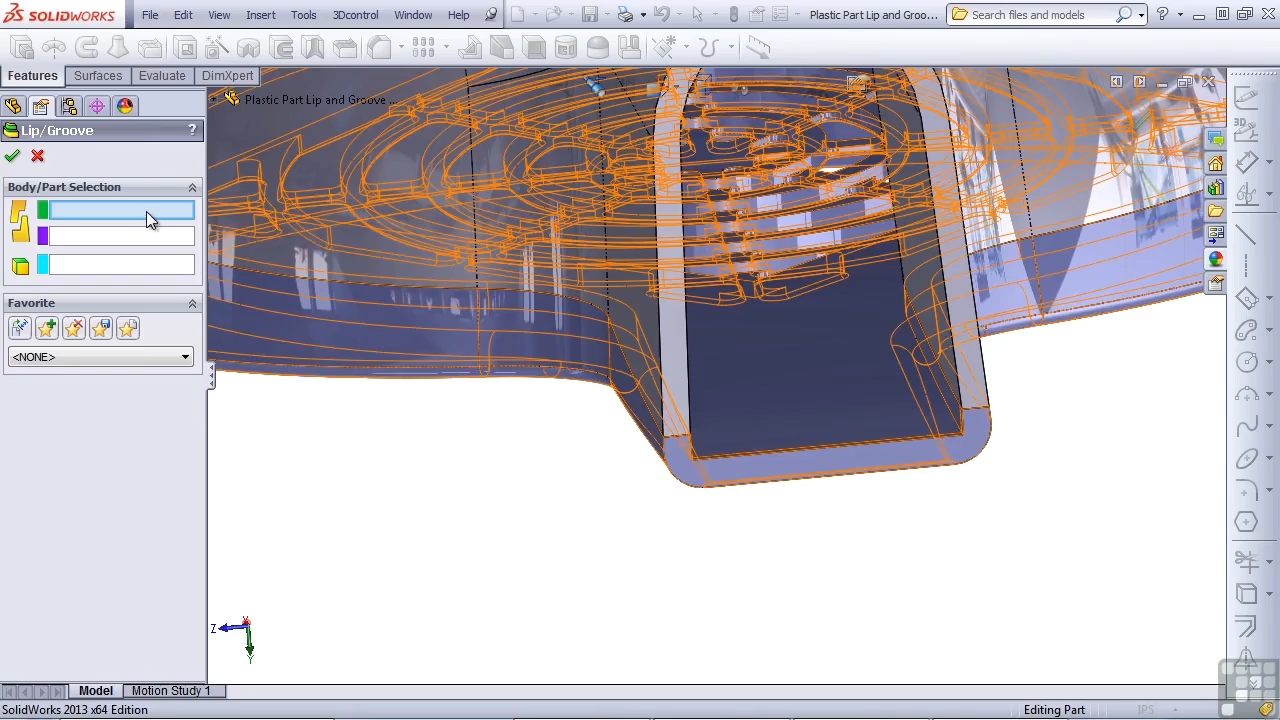 SOLIDWORKS File Edit View Insert Tools 3Dcontrol Window Help Plastic Part Lip and Groo... Search files and models ?
Features Surfaces Evaluate DimXpert
Plastic Part Lip and Groove ...
Lip/Groove ?
Body/Part Selection
Favorite
<NONE>
3D
Z
Y
Model Motion Study 1
SolidWorks 2013 x64 Edition Editing Part IPS